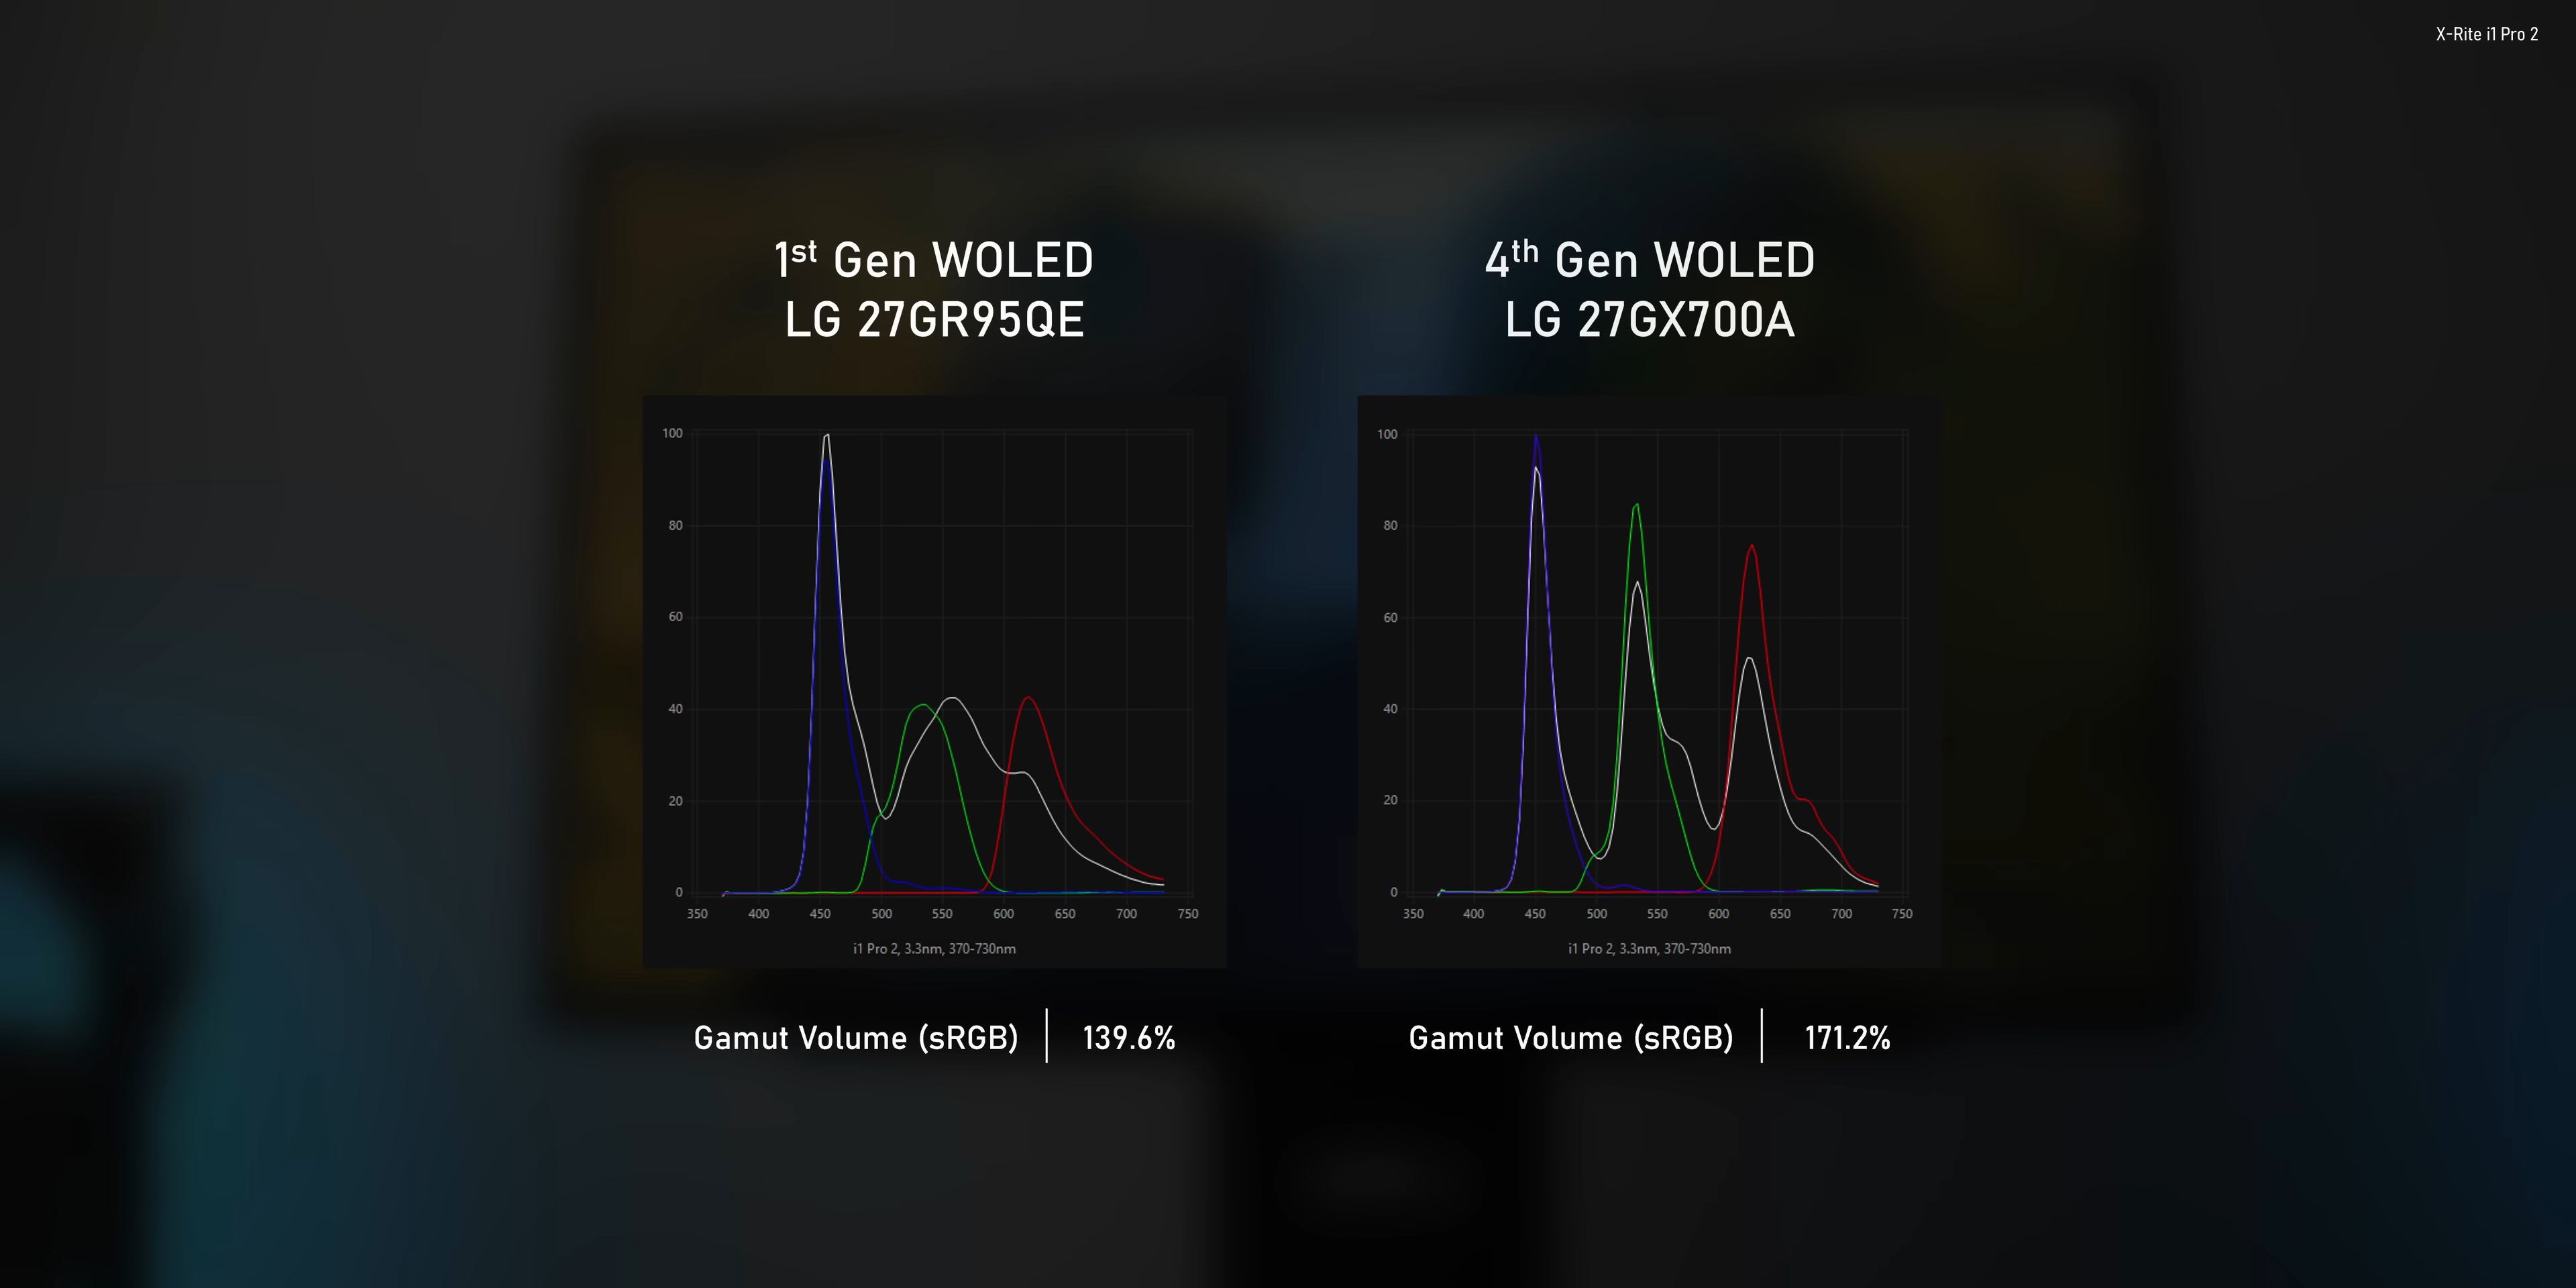 X-Rite i1 Pro 2
1st Gen WOLED
LG 27GR95QE
100
80
60
40
20
0
350 400 450 500 550 600 650 700 750
i1 Pro 2, 3.3nm, 370-730nm
Gamut Volume (sRGB) 139.6%
4th Gen WOLED
LG 27GX700A
100
80
60
40
20
0
350 400 450 500 550 600 650 700 750
i1 Pro 2, 3.3nm, 370-730nm
Gamut Volume (sRGB) 171.2%